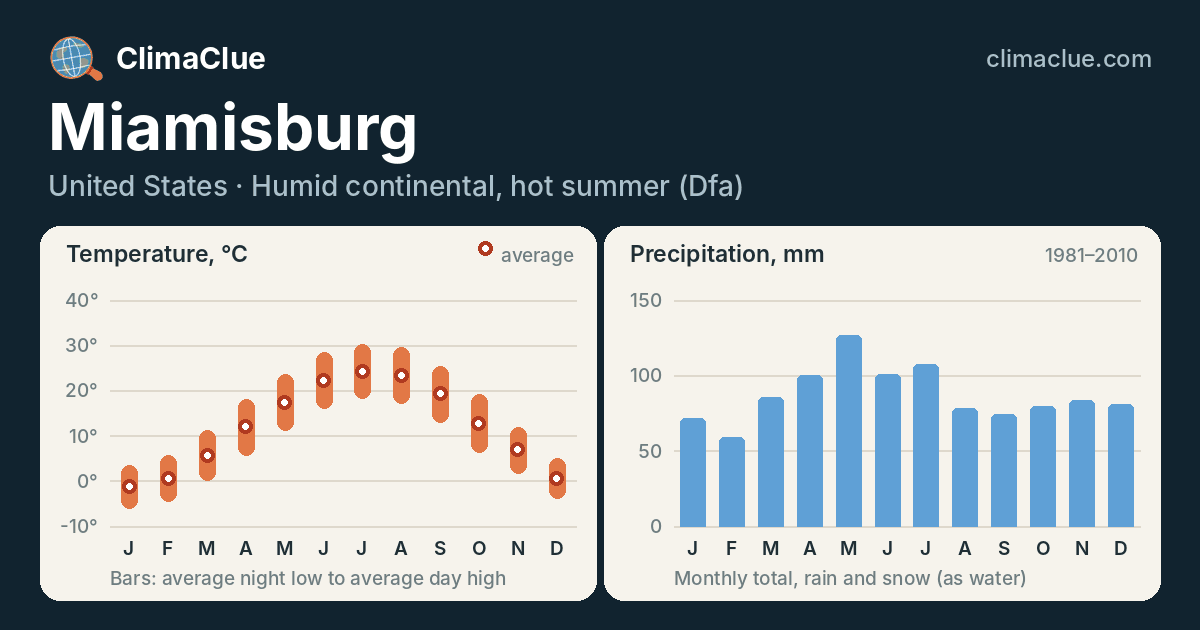 ClimaClue
climaclue.com
Miamisburg
United States · Humid continental, hot summer (Dfa)
Temperature, °C
average
40°
30°
20°
10°
0°
-10°
J F M A M J J A S O N D
Bars: average night low to average day high
Precipitation, mm
1981–2010
150
100
50
0
J F M A M J J A S O N D
Monthly total, rain and snow (as water)